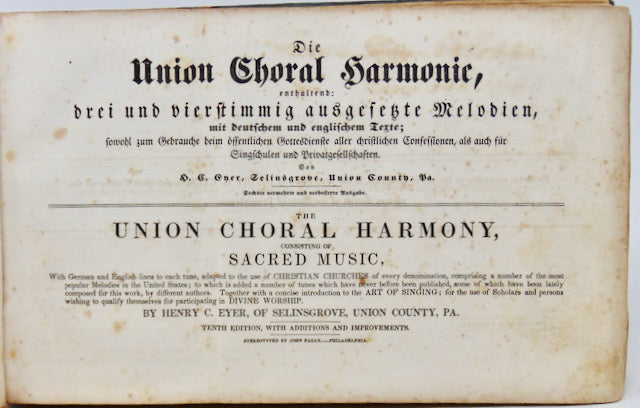 Die
Union Choral Harmonie,
enthaltend:
drei und vierstimmig ausgesetzte Melodien,
mit deutschem und englischem Texte;
sowohl zum Gebrauche beim öffentlichen Gottesdienste aller christlichen Confessionen, als auch für
Singschulen und Privatgesellschaften.
Von
H. C. Eyer, Selinsgrove, Union County, Pa.
Sechste vermehrte und verbesserte Ausgabe.
THE
UNION CHORAL HARMONY,
CONSISTING OF
SACRED MUSIC,
With German and English lines to each tune, adapted to the use of CHRISTIAN CHURCHES of every denomination, comprising a number of the most
popular Melodies in the United States; to which is added a number of tunes which have never before been published, some of which have been lately
composed for this work, by different authors. Together with a concise introduction to the ART OF SINGING; for the use of Scholars and persons
wishing to qualify themselves for participating in DIVINE WORSHIP.
BY HENRY C. EYER, OF SELINSGROVE, UNION COUNTY, PA.
TENTH EDITION, WITH ADDITIONS AND IMPROVEMENTS.
STEREOTYPED BY JOHN FAGAN.—PHILADELPHIA.